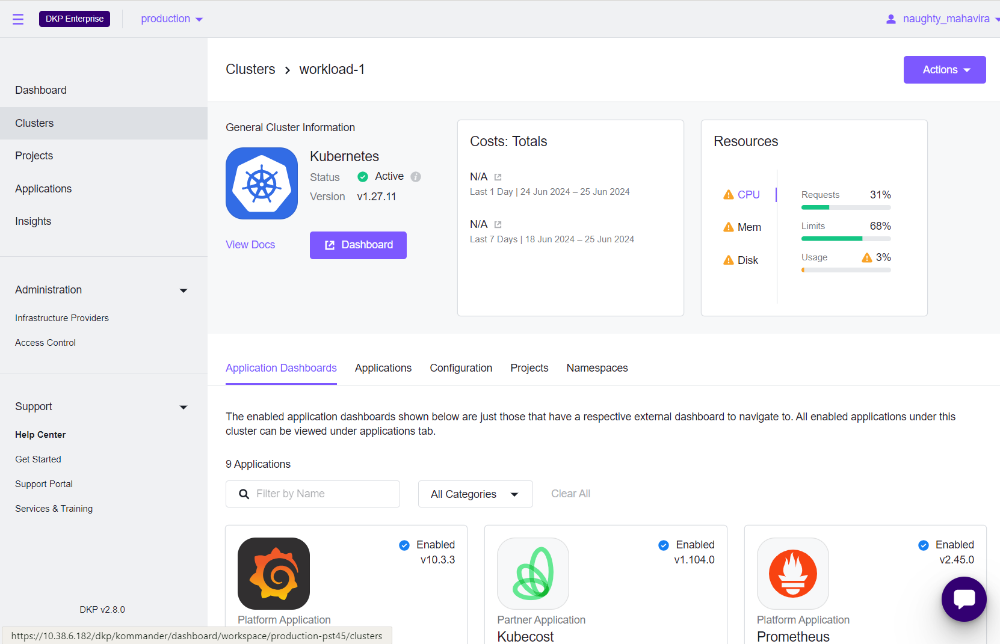 DKP Enterprise
production
naughty_mahavira
Dashboard
Clusters
Projects
Applications
Insights
Administration
Infrastructure Providers
Access Control
Support
Help Center
Get Started
Support Portal
Services & Training
DKP v2.8.0
https://10.38.6.182/dkp/kommander/dashboard/workspace/production-pst45/clusters
Clusters > workload-1
Actions
General Cluster Information
Kubernetes
Status Active
Version v1.27.11
View Docs
Dashboard
Costs: Totals
N/A
Last 1 Day | 24 Jun 2024 – 25 Jun 2024
N/A
Last 7 Days | 18 Jun 2024 – 25 Jun 2024
Resources
CPU
Mem
Disk
Requests 31%
Limits 68%
Usage 3%
Application Dashboards
Applications
Configuration
Projects
Namespaces
The enabled application dashboards shown below are just those that have a respective external dashboard to navigate to. All enabled applications under this
cluster can be viewed under applications tab.
9 Applications
Filter by Name
All Categories
Clear All
Enabled
v10.3.3
Platform Application
Enabled
v1.104.0
Partner Application
Kubecost
Enabled
v2.45.0
Platform Application
Prometheus